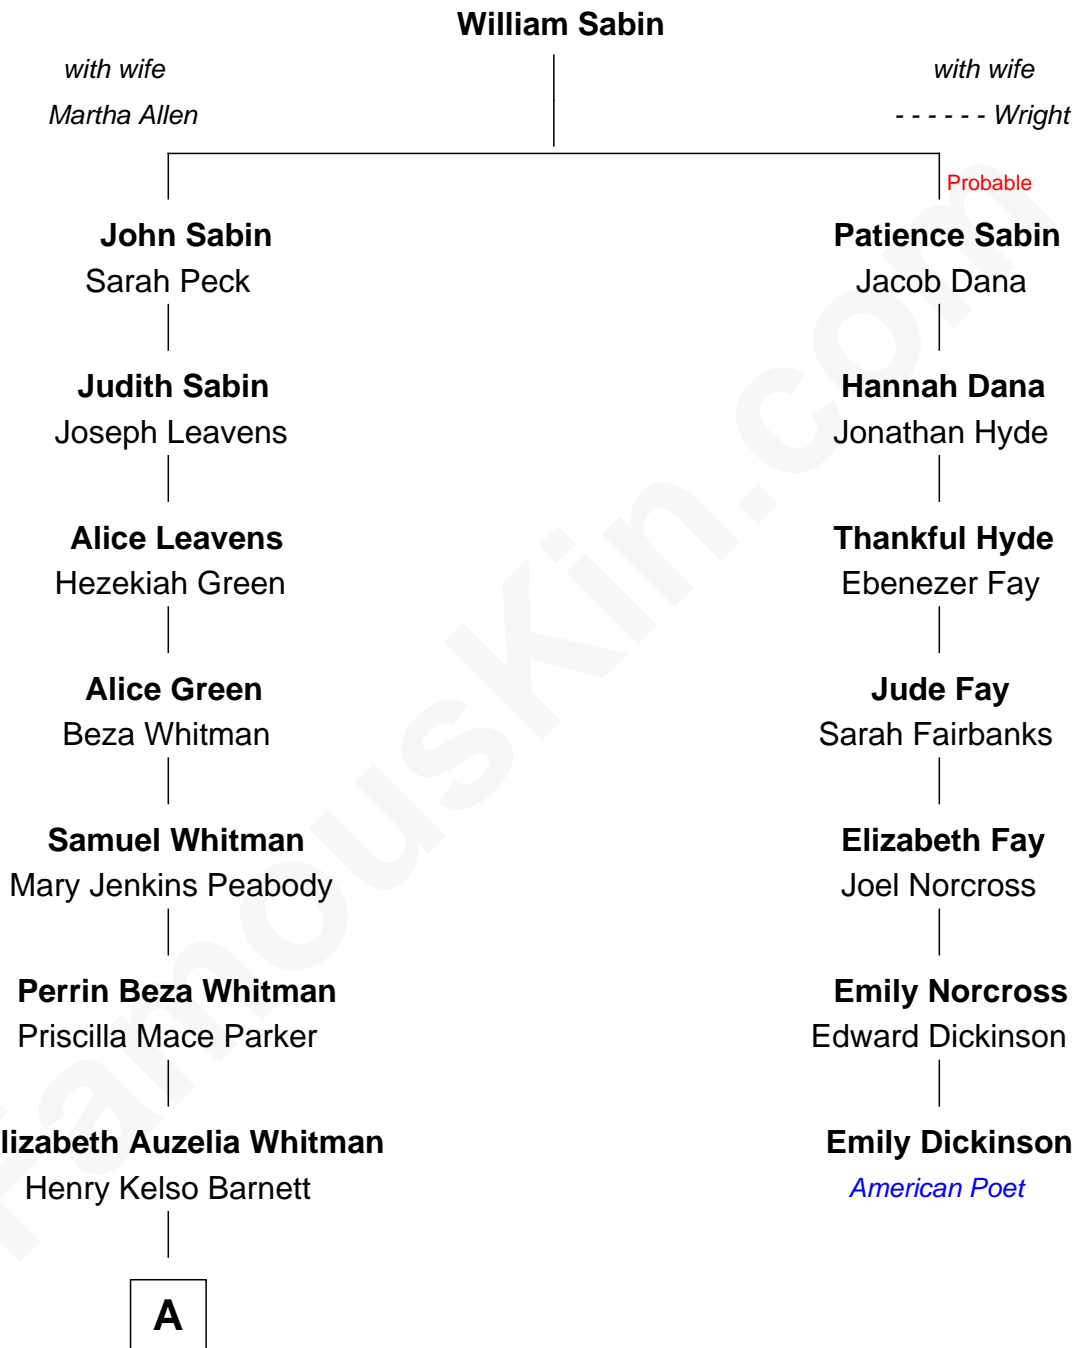 William Sabin
with wife
Martha Allen
with wife
- - - - - - Wright
Probable
John Sabin
Sarah Peck
Patience Sabin
Jacob Dana
Judith Sabin
Joseph Leavens
Hannah Dana
Jonathan Hyde
Alice Leavens
Hezekiah Green
Thankful Hyde
Ebenezer Fay
Alice Green
Beza Whitman
Jude Fay
Sarah Fairbanks
Samuel Whitman
Mary Jenkins Peabody
Elizabeth Fay
Joel Norcross
Perrin Beza Whitman
Priscilla Mace Parker
Emily Norcross
Edward Dickinson
lizabeth Auzelia Whitman
Henry Kelso Barnett
Emily Dickinson
American Poet
A
FamousKin.com